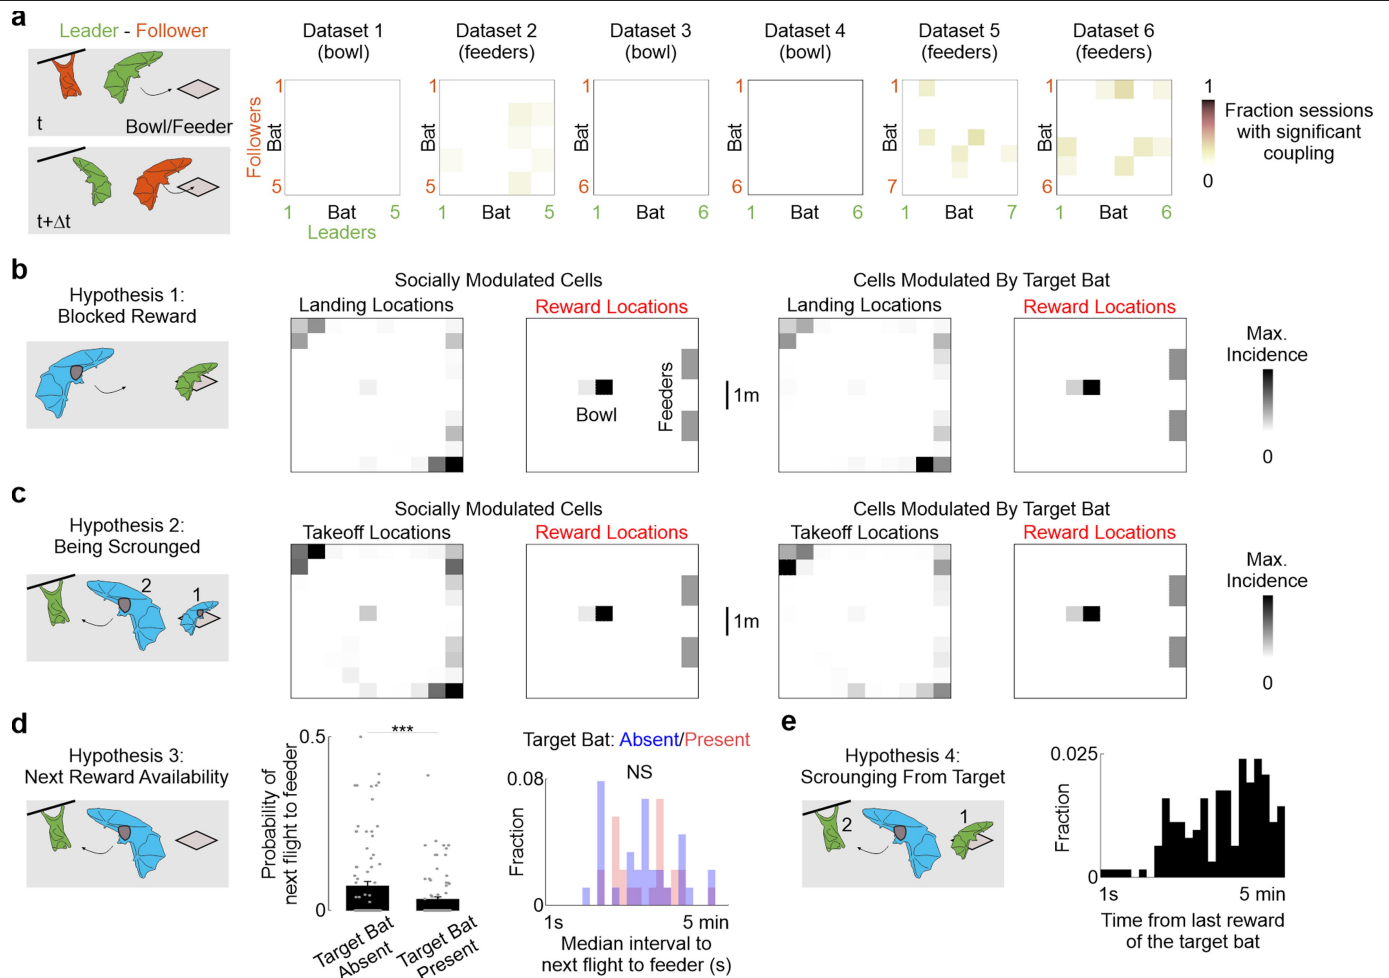 a
Leader - Follower
t
Bowl/Feeder
t+Δt
Dataset 1
(bowl)
Dataset 2
(feeders)
Dataset 3
(bowl)
Dataset 4
(bowl)
Dataset 5
(feeders)
Dataset 6
(feeders)
Followers
Bat
1
5
1 Bat 5
Leaders
Bat
1
5
1 Bat 5
Bat
1
6
1 Bat 6
Bat
1
6
1 Bat 6
Bat
1
7
1 Bat 7
Bat
1
6
1 Bat 6
1
0
Fraction sessions
with significant
coupling
b
Hypothesis 1:
Blocked Reward
Socially Modulated Cells
Landing Locations
Reward Locations
Bowl
Feeders
1m
Cells Modulated By Target Bat
Landing Locations
Reward Locations
Max.
Incidence
0
c
Hypothesis 2:
Being Scrounged
2
1
Socially Modulated Cells
Takeoff Locations
Reward Locations
1m
Cells Modulated By Target Bat
Takeoff Locations
Reward Locations
Max.
Incidence
0
d
Hypothesis 3:
Next Reward Availability
Probability of
next flight to feeder
0.5
0
***
Target Bat
Absent
Target Bat
Present
Target Bat: Absent/Present
NS
Fraction
0.08
0
1s 5 min
Median interval to
next flight to feeder (s)
e
Hypothesis 4:
Scrounging From Target
2
1
Fraction
0.025
0
1s 5 min
Time from last reward
of the target bat